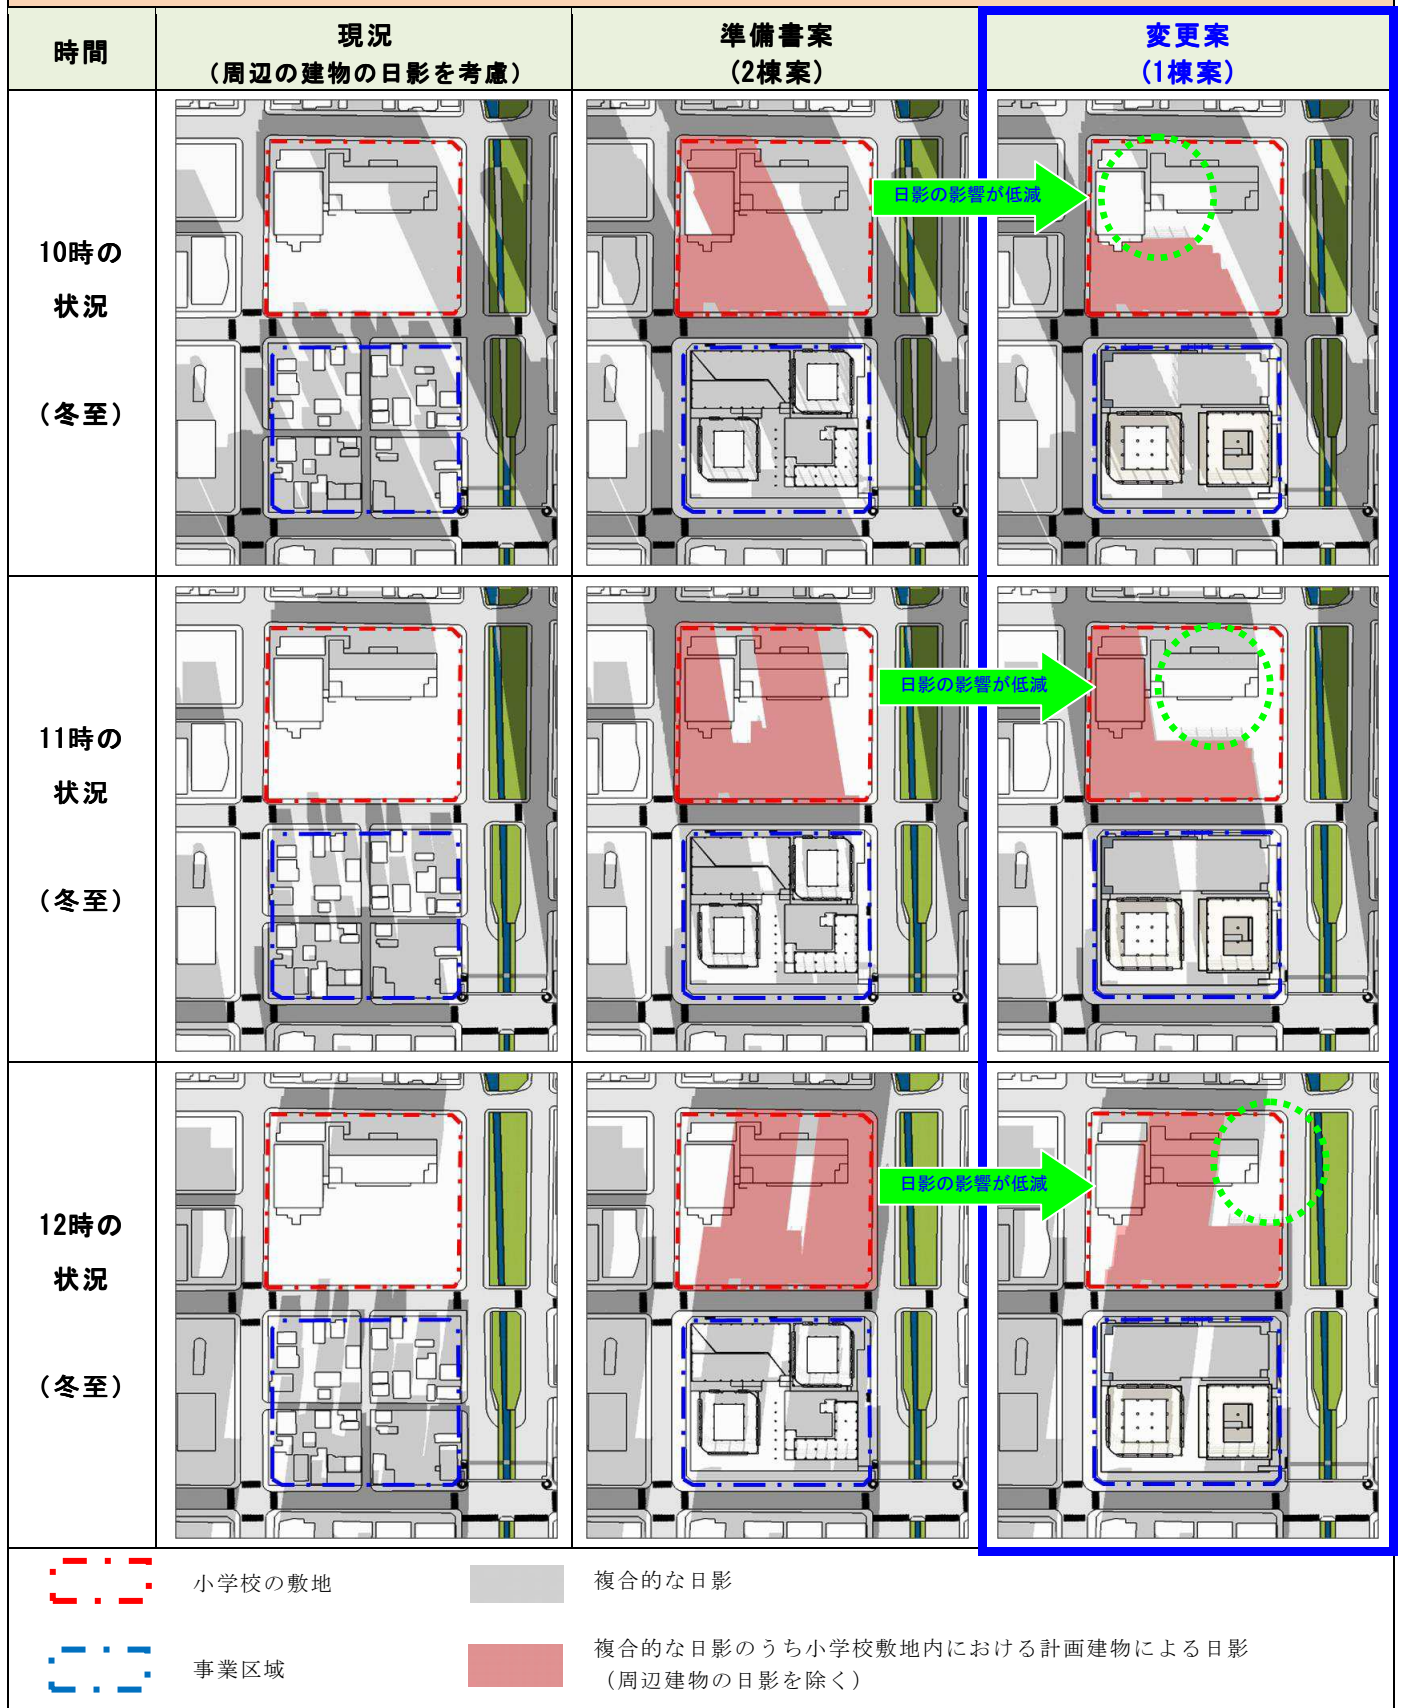 時間
現況
（周辺の建物の日影を考慮）
準備書案
（2棟案）
変更案
（1棟案）
10時の
状況
（冬至）
日影の影響が低減
11時の
状況
（冬至）
日影の影響が低減
12時の
状況
（冬至）
日影の影響が低減
小学校の敷地
複合的な日影
事業区域
複合的な日影のうち小学校敷地内における計画建物による日影
（周辺建物の日影を除く）